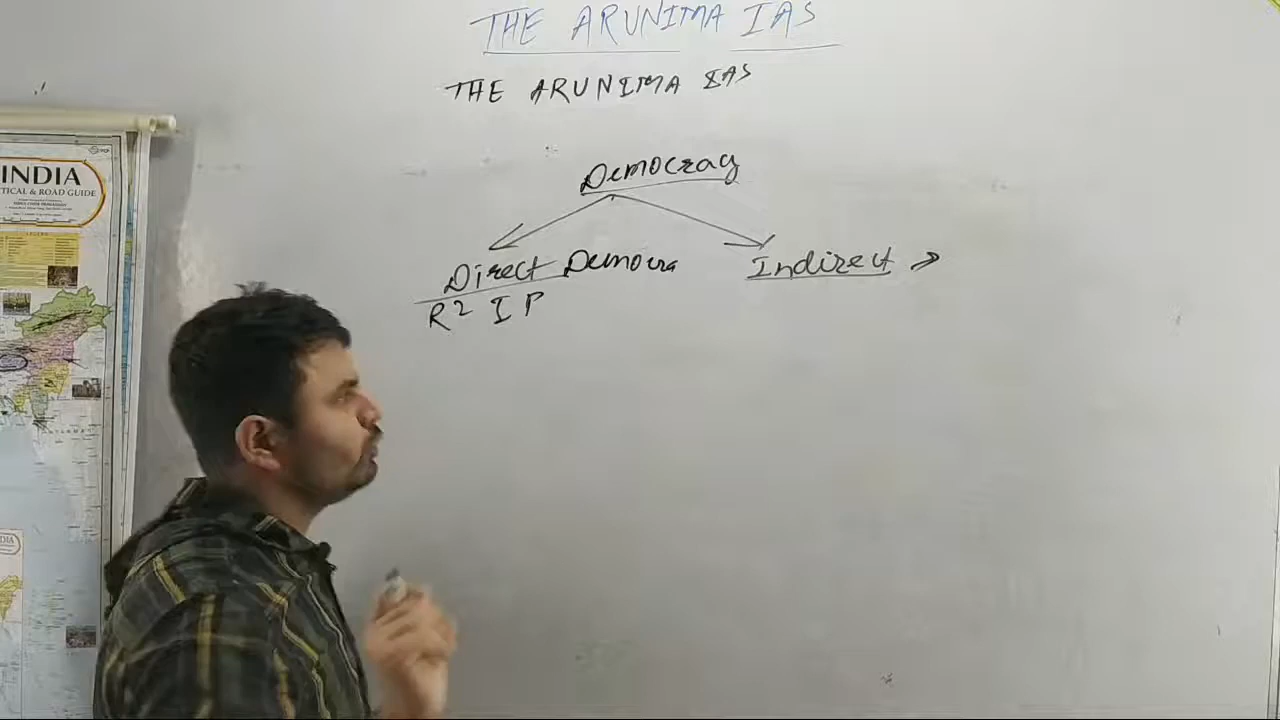 THE ARUNIMA IAS
THE ARUNIMA IAS
INDIA
TICAL & ROAD GUIDE
Democracy
Direct Democra
Indirect
R² I P